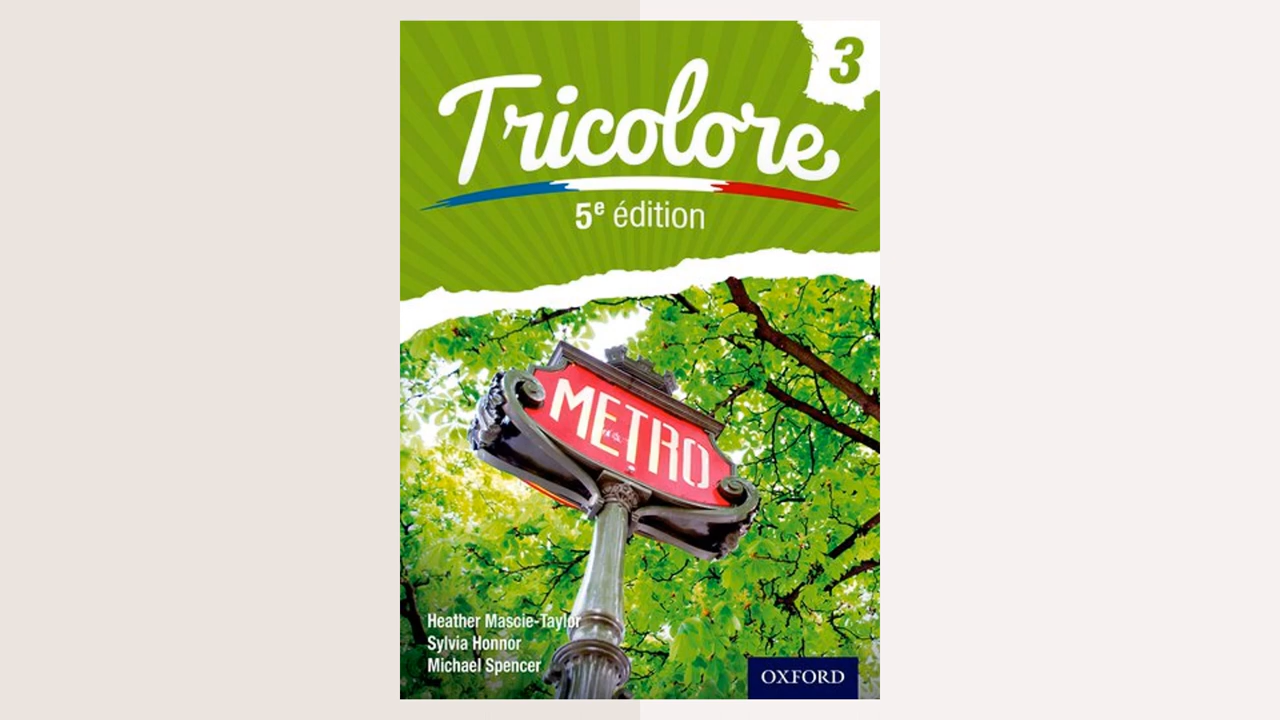 3
Tricolore
5e édition
METRO
Heather Mascie-Taylor
Sylvia Honnor
Michael Spencer
OXFORD